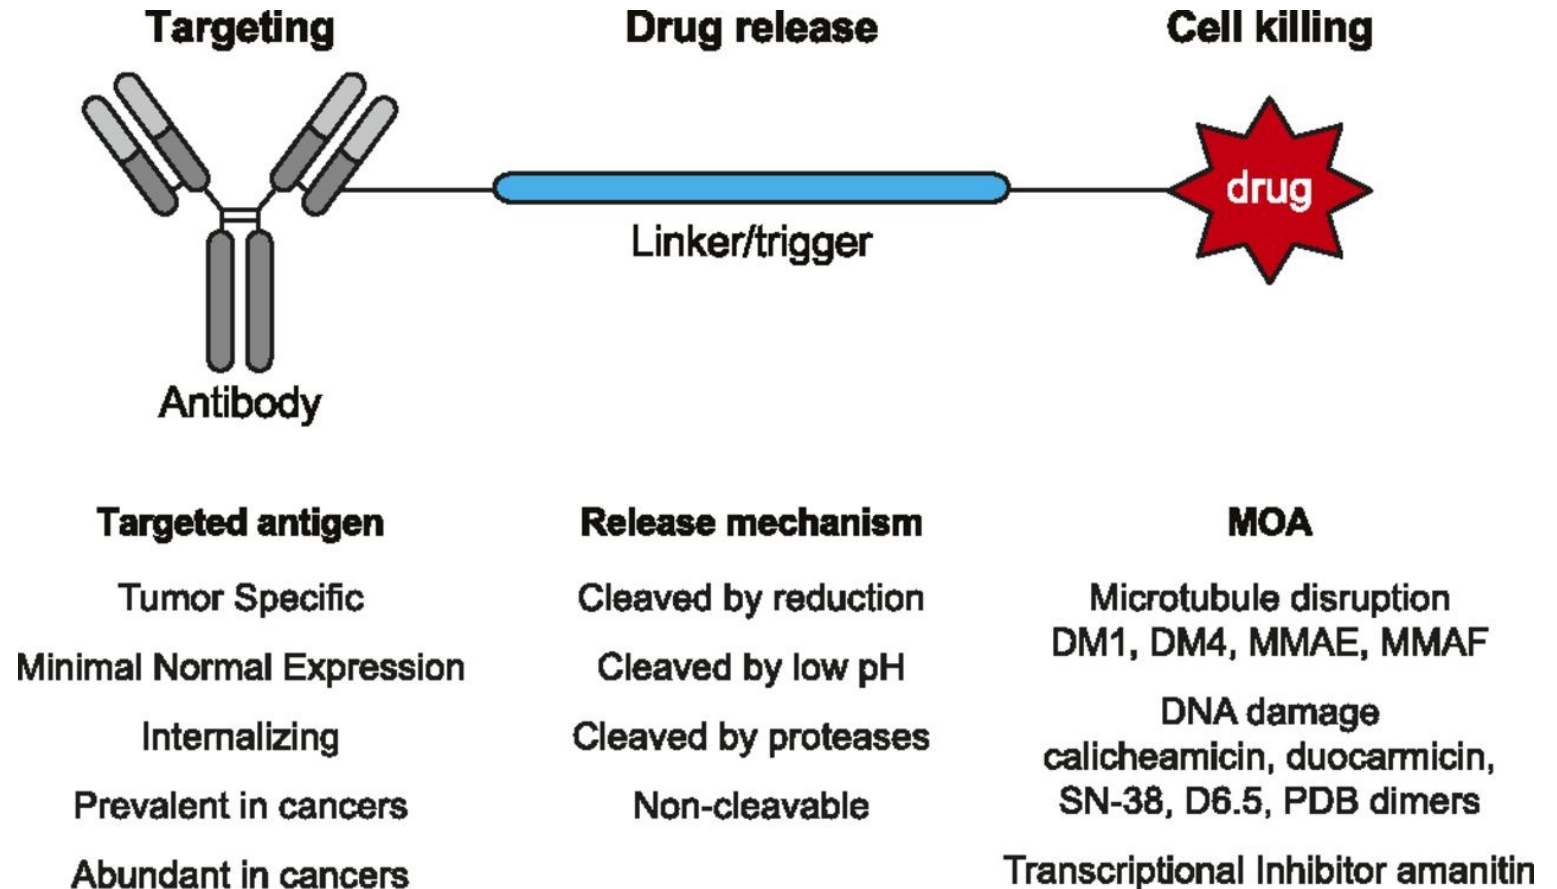 Targeting
Drug release
Cell killing
drug
Linker/trigger
Antibody
Targeted antigen
Tumor Specific
Minimal Normal Expression
Internalizing
Prevalent in cancers
Abundant in cancers
Release mechanism
Cleaved by reduction
Cleaved by low pH
Cleaved by proteases
Non-cleavable
MOA
Microtubule disruption
DM1, DM4, MMAE, MMAF
DNA damage
calicheamicin, duocarmicin,
SN-38, D6.5, PDB dimers
Transcriptional Inhibitor amanitin